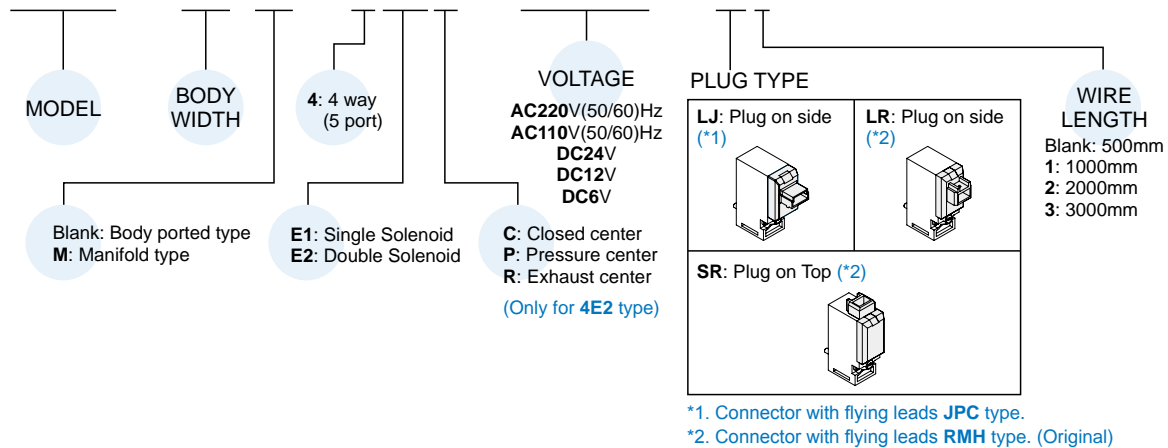 MODEL
BODY
WIDTH
4: 4 way
(5 port)
VOLTAGE
AC220V(50/60)Hz
AC110V(50/60)Hz
DC24V
DC12V
DC6V
PLUG TYPE
LJ: Plug on side
(*1)
LR: Plug on side
(*2)
SR: Plug on Top (*2)
WIRE
LENGTH
Blank: 500mm
1: 1000mm
2: 2000mm
3: 3000mm
Blank: Body ported type
M: Manifold type
E1: Single Solenoid
E2: Double Solenoid
C: Closed center
P: Pressure center
R: Exhaust center
(Only for 4E2 type)
*1. Connector with flying leads JPC type.
*2. Connector with flying leads RMH type. (Original)